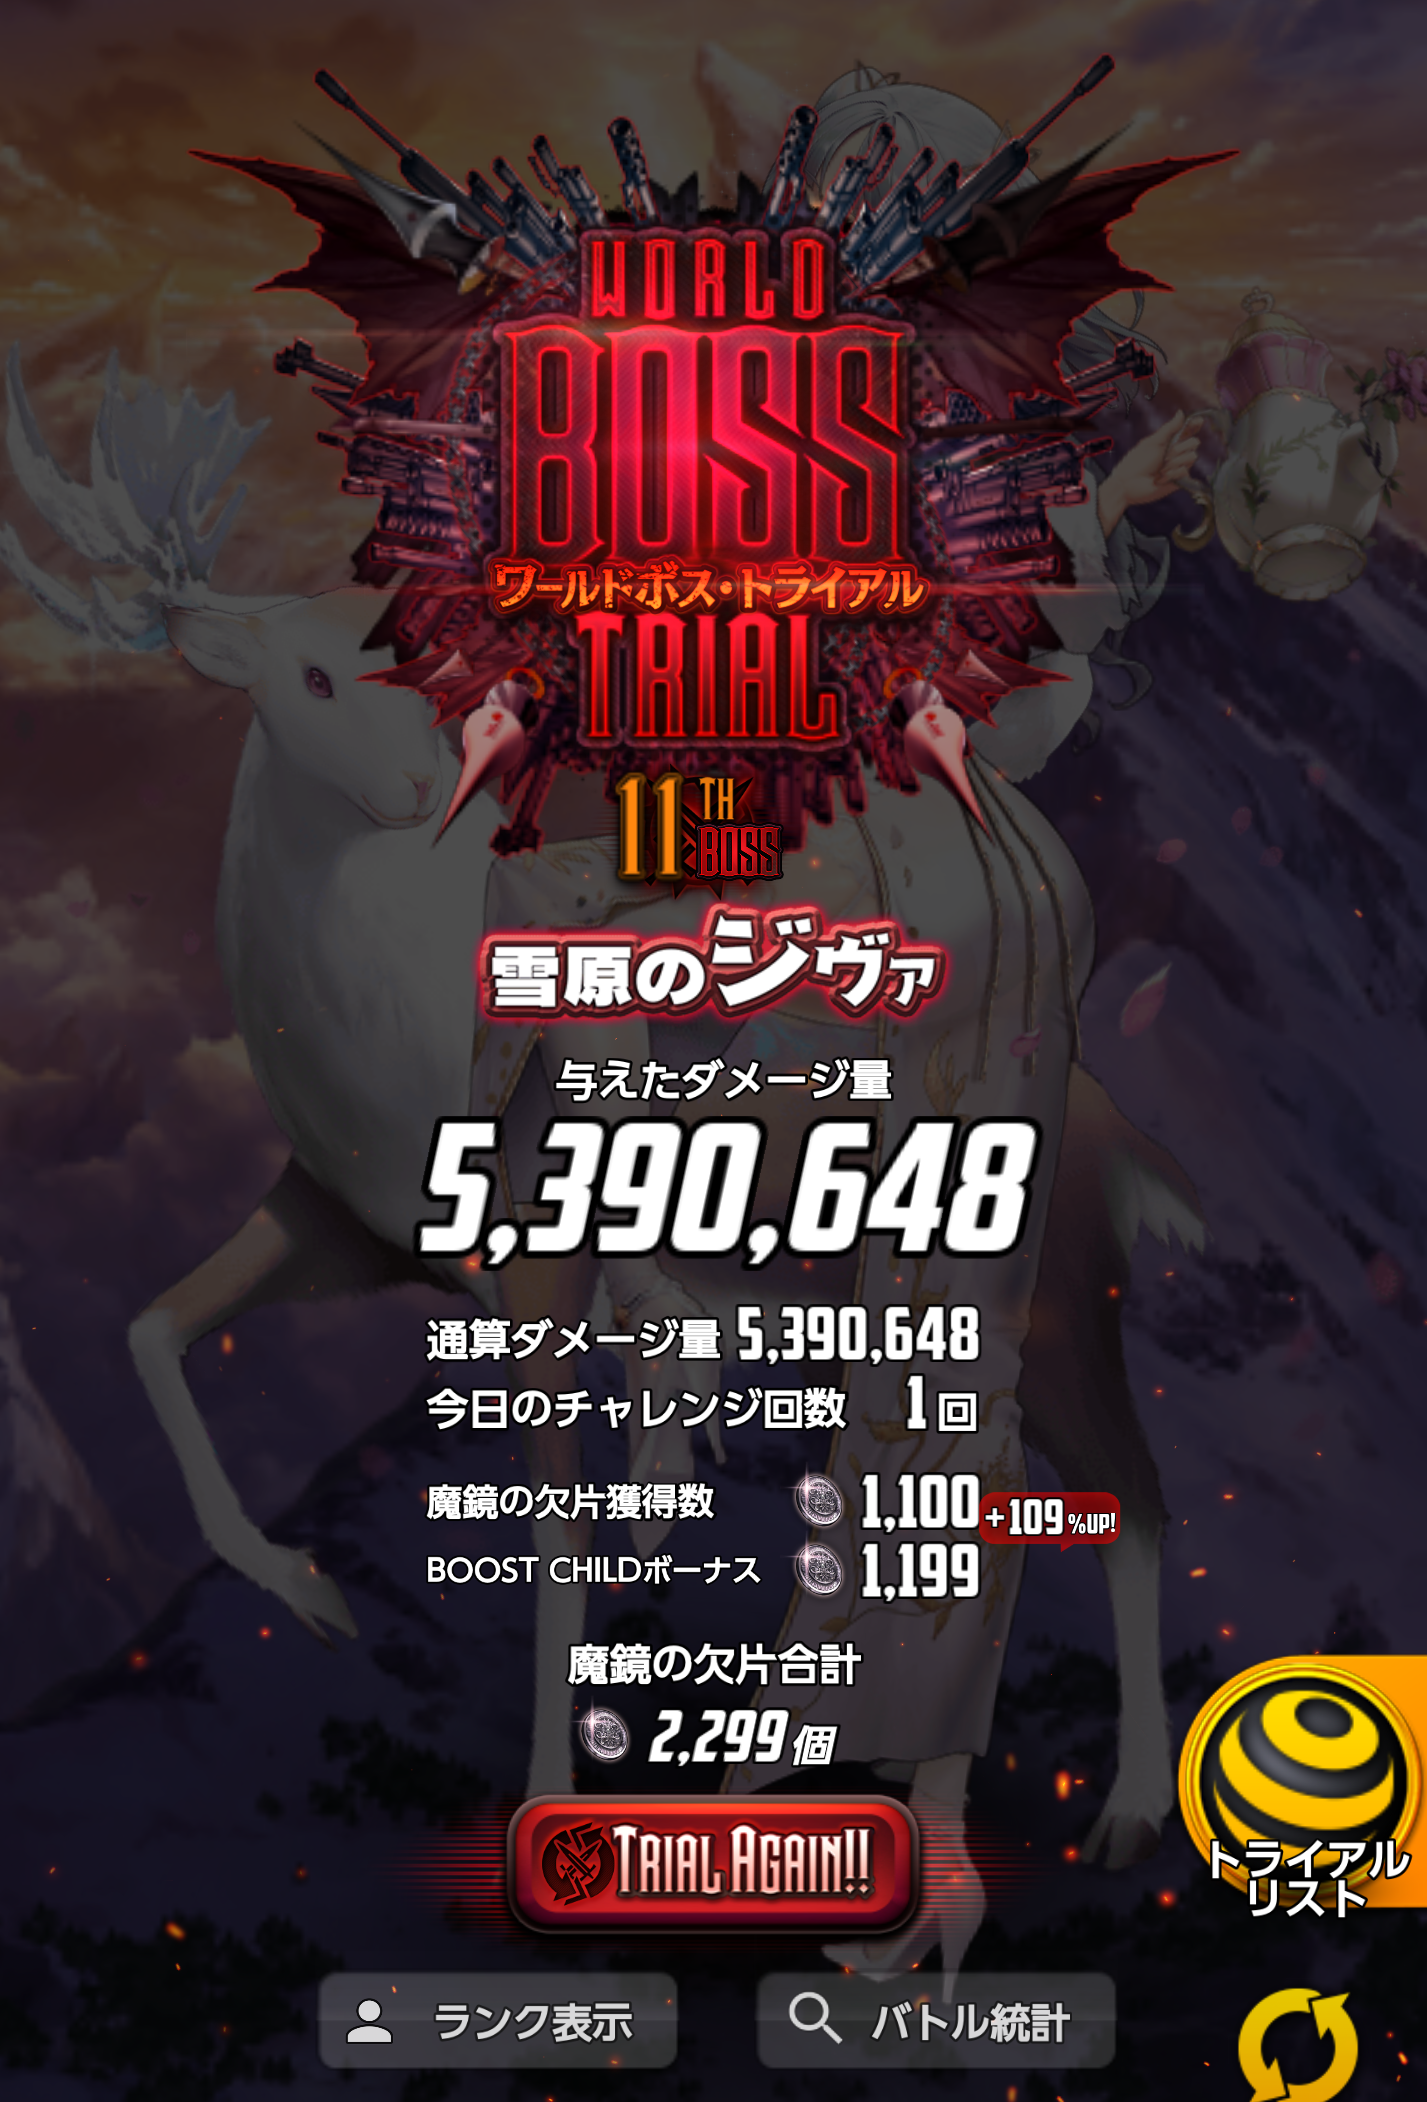 WORLD
BOSS
ワールドボス・トライアル
TRIAL
11TH
BOSS
雪原のジヴァ
与えたダメージ量
5,390,648
通算ダメージ量 5,390,648
今日のチャレンジ回数 1回
魔鏡の欠片獲得数 1,100 +109%UP!
BOOST CHILDボーナス 1,199
魔鏡の欠片合計
2,299個
TRIAL AGAIN!!
トライアル
リスト
ランク表示 バトル統計